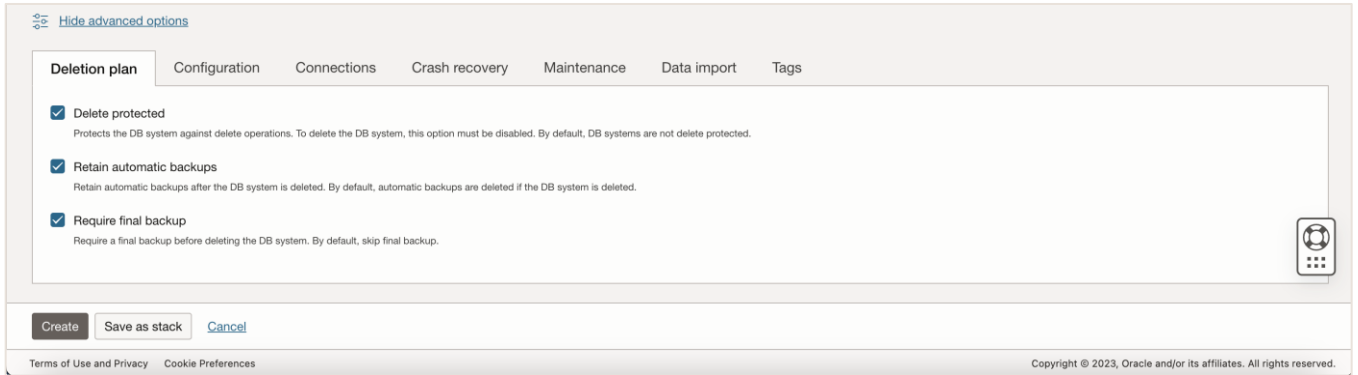 Hide advanced options
Deletion plan Configuration Connections Crash recovery Maintenance Data import Tags
Delete protected
Protects the DB system against delete operations. To delete the DB system, this option must be disabled. By default, DB systems are not delete protected.
Retain automatic backups
Retain automatic backups after the DB system is deleted. By default, automatic backups are deleted if the DB system is deleted.
Require final backup
Require a final backup before deleting the DB system. By default, skip final backup.
Create Save as stack Cancel
Terms of Use and Privacy Cookie Preferences Copyright © 2023, Oracle and/or its affiliates. All rights reserved.